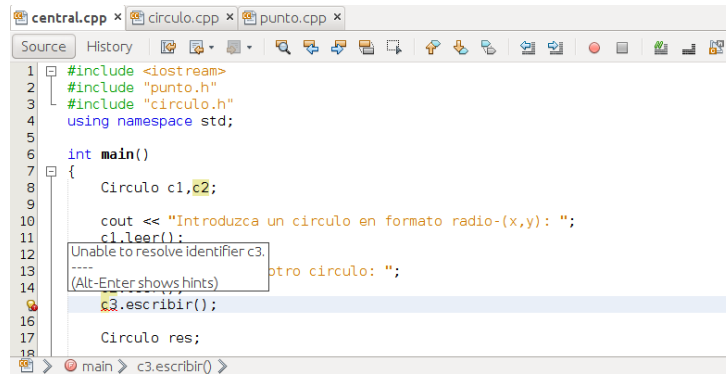 central.cpp × circulo.cpp × punto.cpp ×
Source History
1 #include <iostream>
2 #include "punto.h"
3 #include "circulo.h"
4 using namespace std;
5
6 int main()
7 {
8 Circulo c1,c2;
9
10 cout << "Introduzca un circulo en formato radio-(x,y): ";
11 c1.leer();
12 Unable to resolve identifier c3.
13 ---- otro circulo: ";
14 (Alt-Enter shows hints)
c3.escribir();
16
17 Circulo res;
18
main c3.escribir()